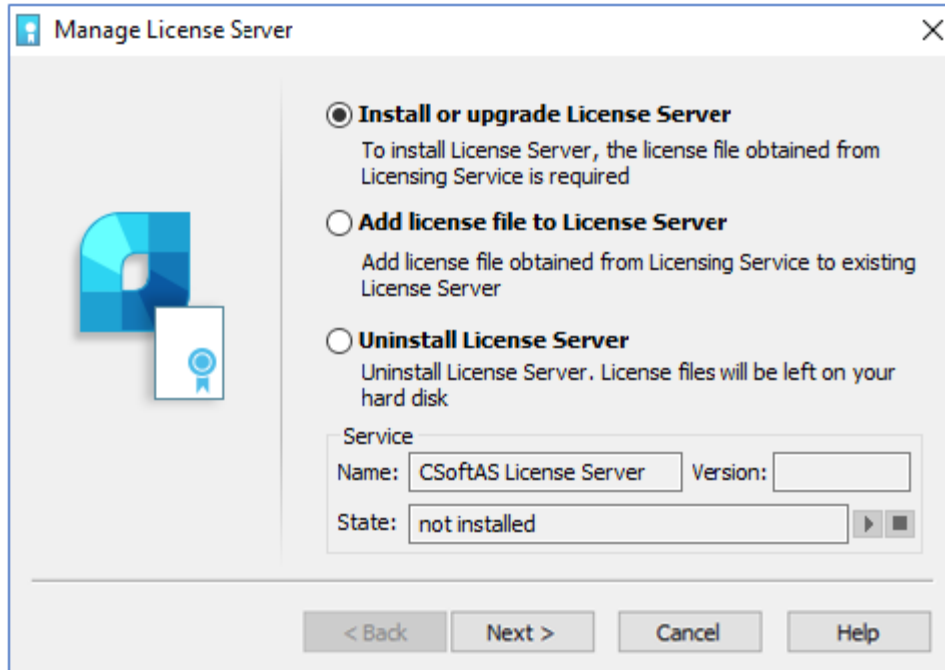 Manage License Server
Install or upgrade License Server
To install License Server, the license file obtained from
Licensing Service is required
Add license file to License Server
Add license file obtained from Licensing Service to existing
License Server
Uninstall License Server
Uninstall License Server. License files will be left on your
hard disk
Service
Name: CSoftAS License Server Version:
State: not installed
< Back Next > Cancel Help